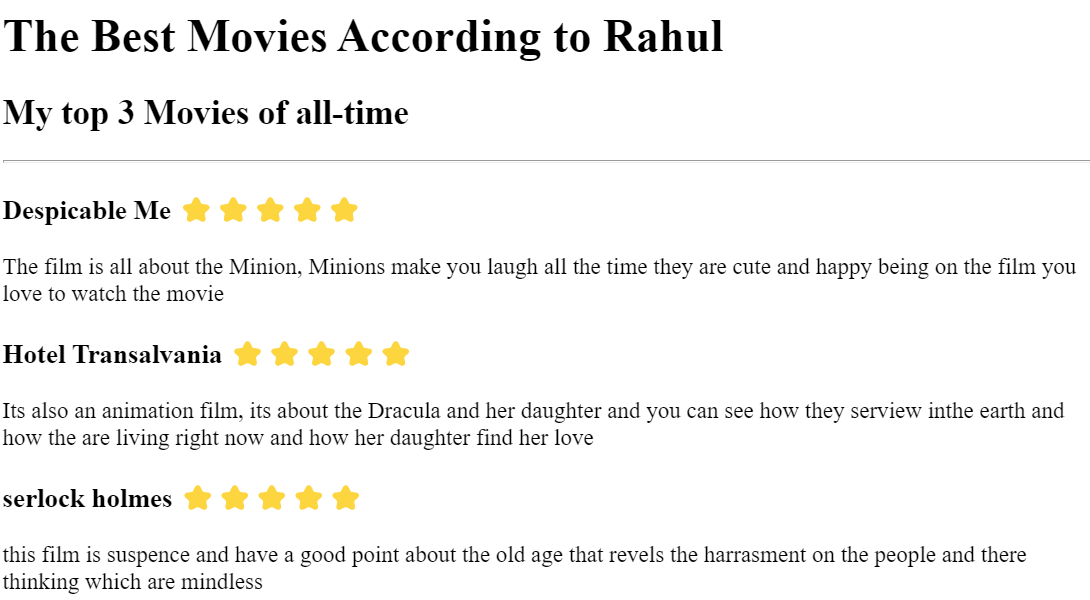 The Best Movies According to Rahul
My top 3 Movies of all-time
Despicable Me
The film is all about the Minion, Minions make you laugh all the time they are cute and happy being on the film you
love to watch the movie
Hotel Transalvania
Its also an animation film, its about the Dracula and her daughter and you can see how they serview inthe earth and
how the are living right now and how her daughter find her love
serlock holmes
this film is suspence and have a good point about the old age that revels the harrasment on the people and there
thinking which are mindless